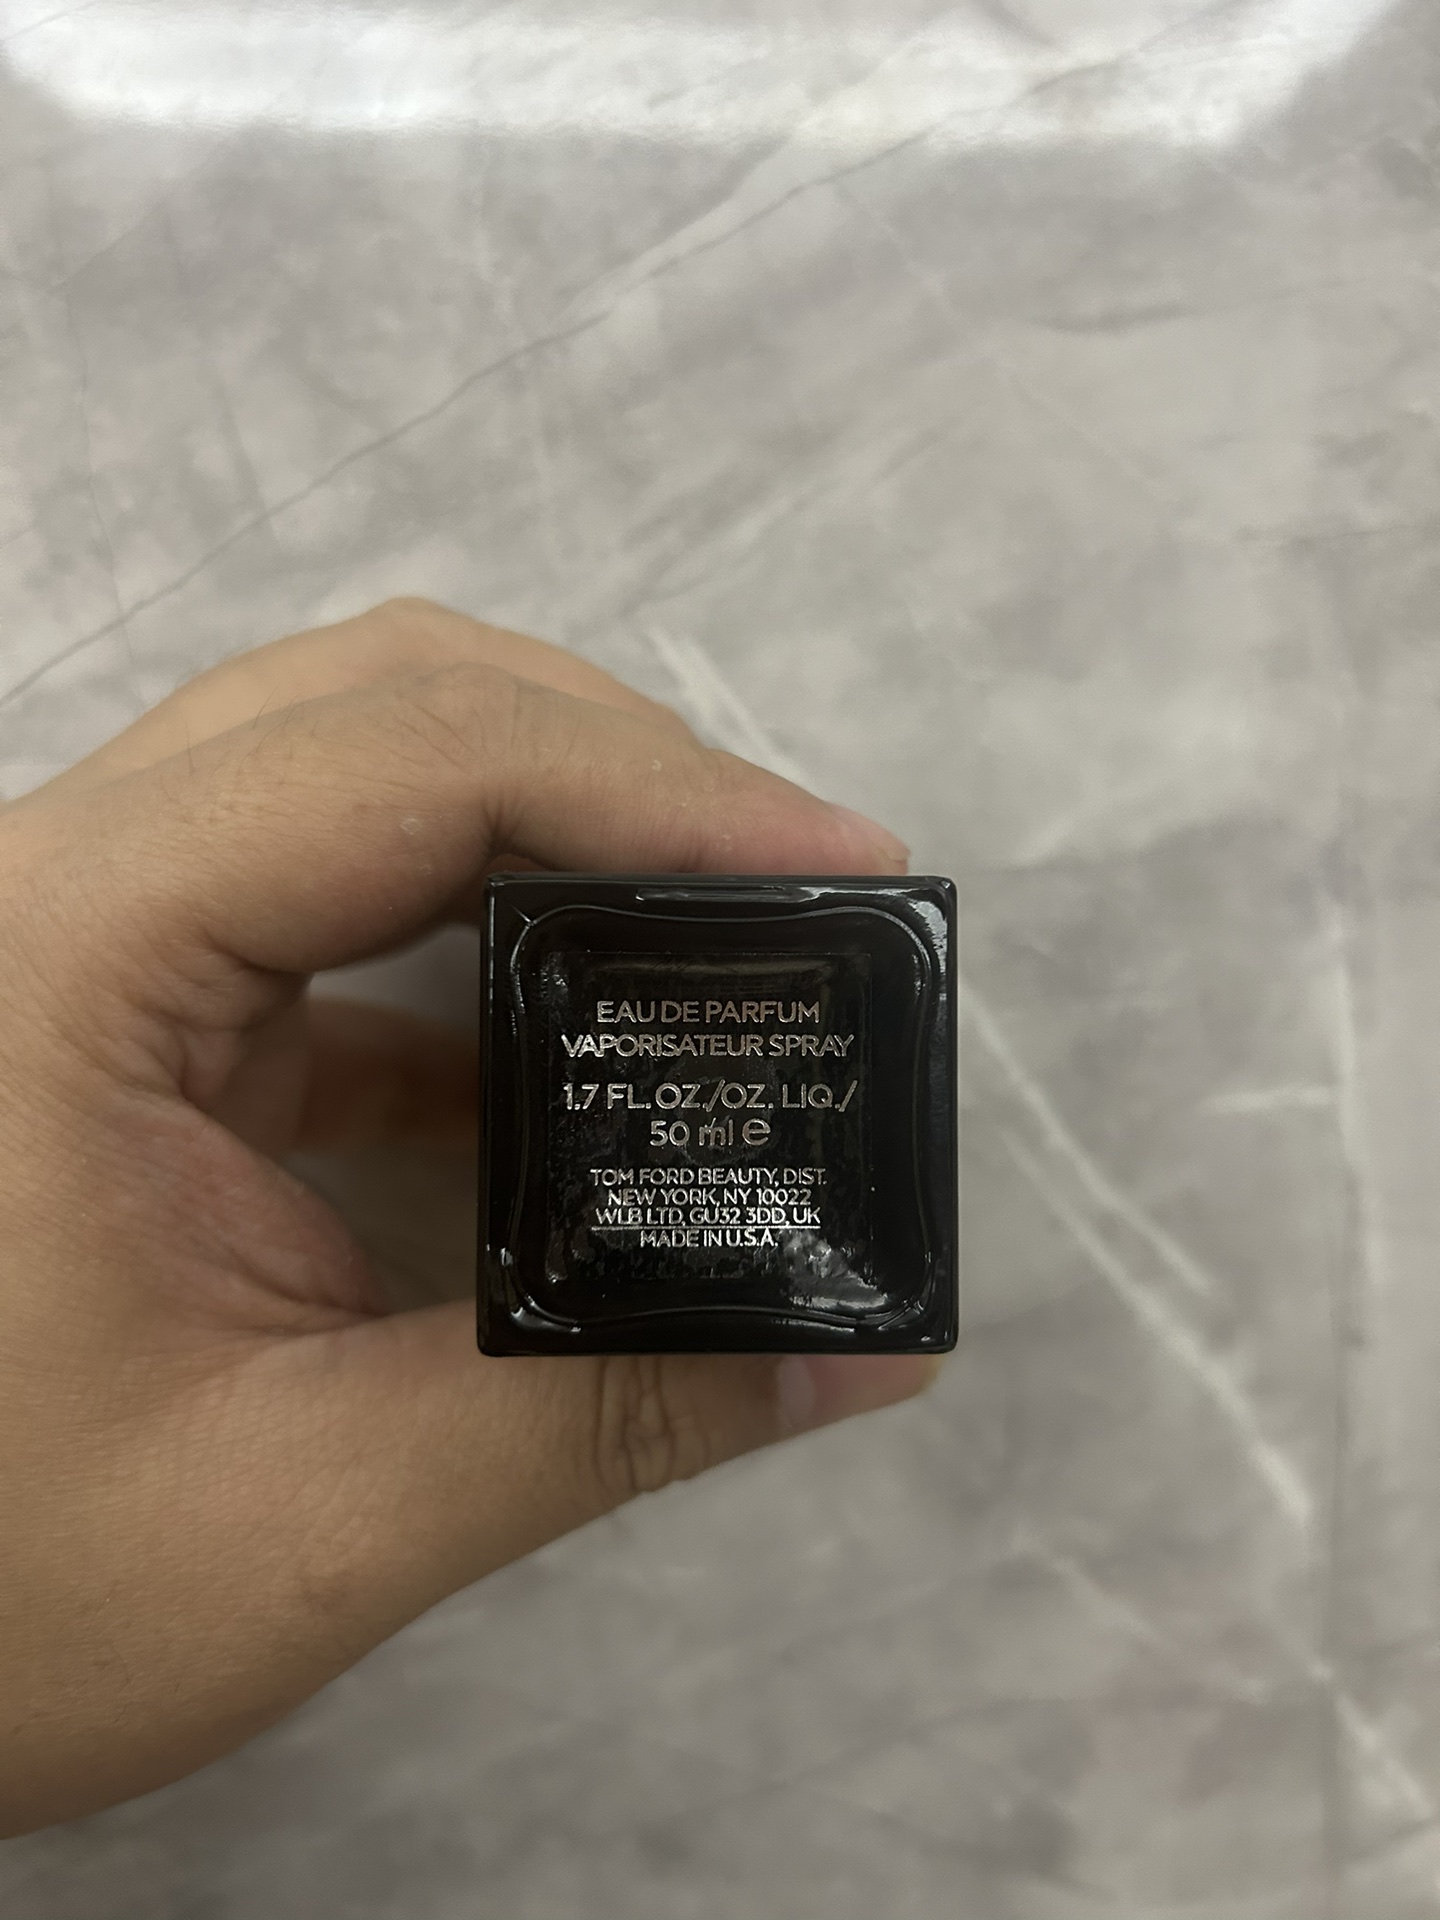 EAU DE PARFUM
VAPORISATEUR SPRAY
1.7 FL. OZ./OZ. LIQ./
50 ml e
TOM FORD BEAUTY, DIST.
NEW YORK, NY 10022
WLB LTD, GU32 3DD, UK
MADE IN U.S.A.